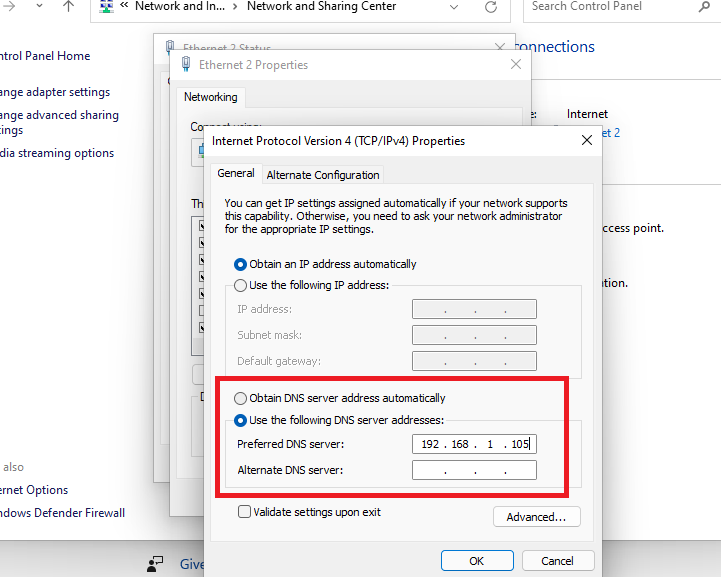 « Network and In... › Network and Sharing Center
Search Control Panel
ontrol Panel Home
ange adapter settings
ange advanced sharing
tings
dia streaming options
also
ernet Options
ndows Defender Firewall
onnections
Internet
et 2
ccess point.
tion.
Give
Ethernet 2 Status
Ethernet 2 Properties
Networking
Connect using:
Th
Internet Protocol Version 4 (TCP/IPv4) Properties
General
Alternate Configuration
You can get IP settings assigned automatically if your network supports
this capability. Otherwise, you need to ask your network administrator
for the appropriate IP settings.
Obtain an IP address automatically
Use the following IP address:
IP address: . . .
Subnet mask: . . .
Default gateway: . . .
Obtain DNS server address automatically
Use the following DNS server addresses:
Preferred DNS server: 192 . 168 . 1 . 105
Alternate DNS server: . . .
Validate settings upon exit
Advanced...
OK
Cancel